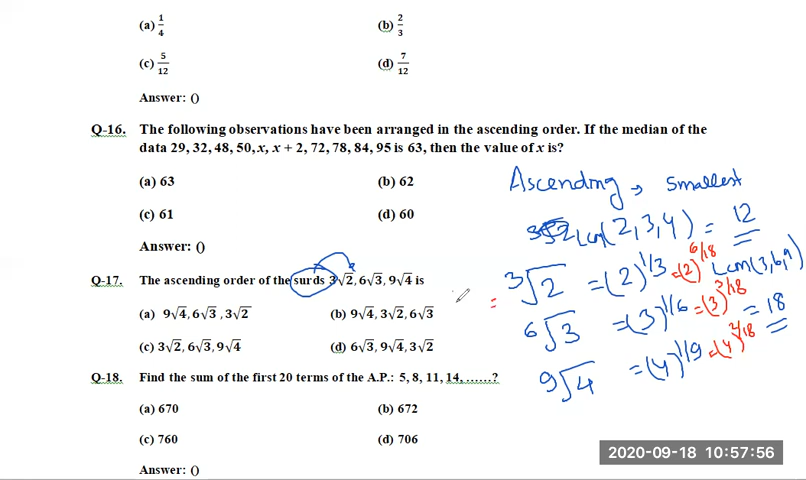 (a) 1/4 (b) 2/3
(c) 5/12 (d) 7/12
Answer: ()
Q-16. The following observations have been arranged in the ascending order. If the median of the
data 29, 32, 48, 50, x, x + 2, 72, 78, 84, 95 is 63, then the value of x is?
(a) 63 (b) 62
(c) 61 (d) 60
Answer: ()
Q-17. The ascending order of the surds 3√2, 6√3, 9√4 is
(a) 9√4, 6√3, 3√2 (b) 9√4, 3√2, 6√3
(c) 3√2, 6√3, 9√4 (d) 6√3, 9√4, 3√2
Q-18. Find the sum of the first 20 terms of the A.P.: 5, 8, 11, 14, ......?
(a) 670 (b) 672
(c) 760 (d) 706
Answer: ()
Ascending → smallest
Lcm(2,3,4) = 12
Lcm(3,6,9) = 18
³√2 = (2)^1/3 = (2)^6/18
⁶√3 = (3)^1/6 = (3)^3/18
⁹√4 = (4)^1/9 = (4)^2/18
2020-09-18 10:57:56